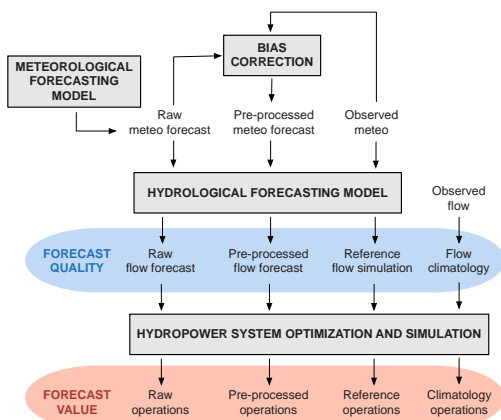 BIAS
CORRECTION
METEOROLOGICAL
FORECASTING
MODEL
Raw
meteo forecast
Pre-processed
meteo forecast
Observed
meteo
HYDROLOGICAL FORECASTING MODEL
Observed
flow
FORECAST
QUALITY
Raw
flow forecast
Pre-processed
flow forecast
Reference
flow simulation
Flow
climatology
HYDROPOWER SYSTEM OPTIMIZATION AND SIMULATION
FORECAST
VALUE
Raw
operations
Pre-processed
operations
Reference
operations
Climatology
operations